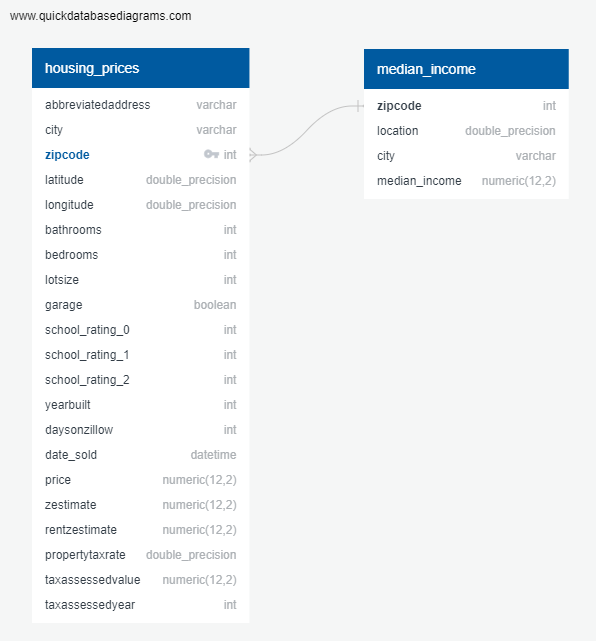 www.quickdatabasediagrams.com
housing_prices
abbreviatedaddress varchar
city varchar
zipcode int
latitude double_precision
longitude double_precision
bathrooms int
bedrooms int
lotsize int
garage boolean
school_rating_0 int
school_rating_1 int
school_rating_2 int
yearbuilt int
daysonzillow int
date_sold datetime
price numeric(12,2)
zestimate numeric(12,2)
rentzestimate numeric(12,2)
propertytaxrate double_precision
taxassessedvalue numeric(12,2)
taxassessedyear int
median_income
zipcode int
location double_precision
city varchar
median_income numeric(12,2)